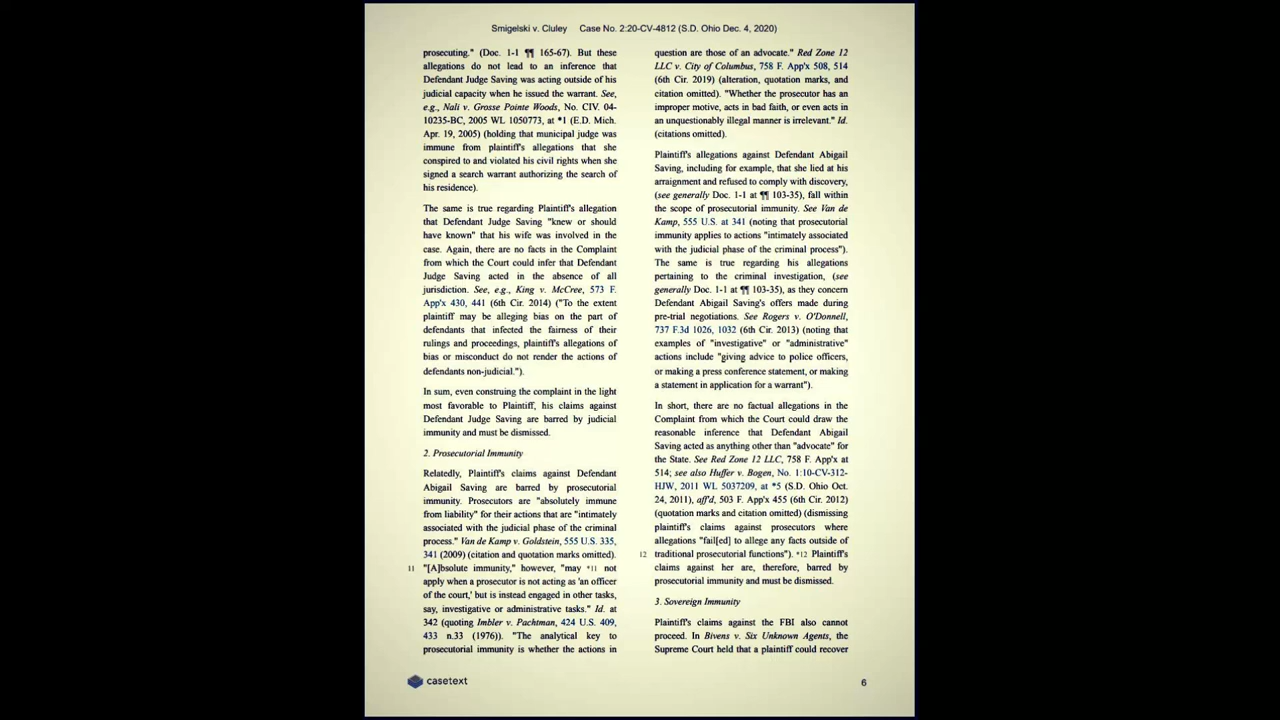 Smigelski v. Cluley Case No. 2:20-CV-4812 (S.D. Ohio Dec. 4, 2020)
prosecuting." (Doc. 1-1 ¶¶ 165-67). But these
allegations do not lead to an inference that
Defendant Judge Saving was acting outside of his
judicial capacity when he issued the warrant. See,
e.g., Nali v. Grosse Pointe Woods, No. CIV. 04-
10235-BC, 2005 WL 1050773, at *1 (E.D. Mich.
Apr. 19, 2005) (holding that municipal judge was
immune from plaintiff's allegations that she
conspired to and violated his civil rights when she
signed a search warrant authorizing the search of
his residence).
The same is true regarding Plaintiff's allegation
that Defendant Judge Saving "knew or should
have known" that his wife was involved in the
case. Again, there are no facts in the Complaint
from which the Court could infer that Defendant
Judge Saving acted in the absence of all
jurisdiction. See, e.g., King v. McCree, 573 F.
App'x 430, 441 (6th Cir. 2014) ("To the extent
plaintiff may be alleging bias on the part of
defendants that infected the fairness of their
rulings and proceedings, plaintiff's allegations of
bias or misconduct do not render the actions of
defendants non-judicial.").
In sum, even construing the complaint in the light
most favorable to Plaintiff, his claims against
Defendant Judge Saving are barred by judicial
immunity and must be dismissed.
2. Prosecutorial Immunity
Relatedly, Plaintiff's claims against Defendant
Abigail Saving are barred by prosecutorial
immunity. Prosecutors are "absolutely immune
from liability" for their actions that are "intimately
associated with the judicial phase of the criminal
process." Van de Kamp v. Goldstein, 555 U.S. 335,
341 (2009) (citation and quotation marks omitted).
11 "[A]bsolute immunity," however, "may *11 not
apply when a prosecutor is not acting as 'an officer
of the court,' but is instead engaged in other tasks,
say, investigative or administrative tasks." Id. at
342 (quoting Imbler v. Pachtman, 424 U.S. 409,
433 n.33 (1976)). "The analytical key to
prosecutorial immunity is whether the actions in
question are those of an advocate." Red Zone 12
LLC v. City of Columbus, 758 F. App'x 508, 514
(6th Cir. 2019) (alteration, quotation marks, and
citation omitted). "Whether the prosecutor has an
improper motive, acts in bad faith, or even acts in
an unquestionably illegal manner is irrelevant." Id.
(citations omitted).
Plaintiff's allegations against Defendant Abigail
Saving, including for example, that she lied at his
arraignment and refused to comply with discovery,
(see generally Doc. 1-1 at ¶¶ 103-35), fall within
the scope of prosecutorial immunity. See Van de
Kamp, 555 U.S. at 341 (noting that prosecutorial
immunity applies to actions "intimately associated
with the judicial phase of the criminal process").
The same is true regarding his allegations
pertaining to the criminal investigation, (see
generally Doc. 1-1 at ¶¶ 103-35), as they concern
Defendant Abigail Saving's offers made during
pre-trial negotiations. See Rogers v. O'Donnell,
737 F.3d 1026, 1032 (6th Cir. 2013) (noting that
examples of "investigative" or "administrative"
actions include "giving advice to police officers,
or making a press conference statement, or making
a statement in application for a warrant").
In short, there are no factual allegations in the
Complaint from which the Court could draw the
reasonable inference that Defendant Abigail
Saving acted as anything other than "advocate" for
the State. See Red Zone 12 LLC, 758 F. App'x at
514; see also Huffer v. Bogen, No. 1:10-CV-312-
HJW, 2011 WL 5037209, at *5 (S.D. Ohio Oct.
24, 2011), aff'd, 503 F. App'x 455 (6th Cir. 2012)
(quotation marks and citation omitted) (dismissing
plaintiff's claims against prosecutors where
allegations "fail[ed] to allege any facts outside of
12 traditional prosecutorial functions"). *12 Plaintiff's
claims against her are, therefore, barred by
prosecutorial immunity and must be dismissed.
3. Sovereign Immunity
Plaintiff's claims against the FBI also cannot
proceed. In Bivens v. Six Unknown Agents, the
Supreme Court held that a plaintiff could recover
casetext
6